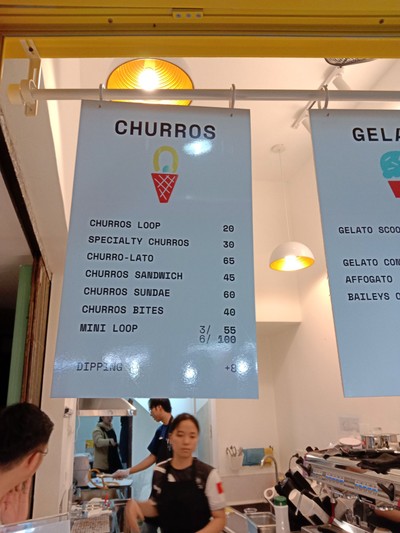 CHURROS
CHURROS LOOP 20
SPECIALTY CHURROS 30
CHURRO-LATO 65
CHURROS SANDWICH 45
CHURROS SUNDAE 60
CHURROS BITES 40
MINI LOOP 3/ 55
6/ 100
DIPPING +8
GELA
GELATO SCOO
GELATO CON
AFFOGATO
BAILEYS